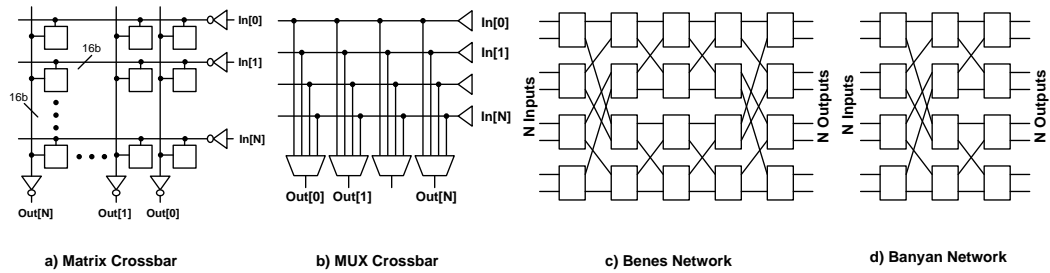 In[0]
16b
In[1]
16b
In[N]
Out[N]
Out[1]
Out[0]
a) Matrix Crossbar
In[0]
In[1]
In[N]
Out[0]
Out[1]
Out[N]
b) MUX Crossbar
N Inputs
N Outputs
c) Benes Network
N Inputs
N Outputs
d) Banyan Network